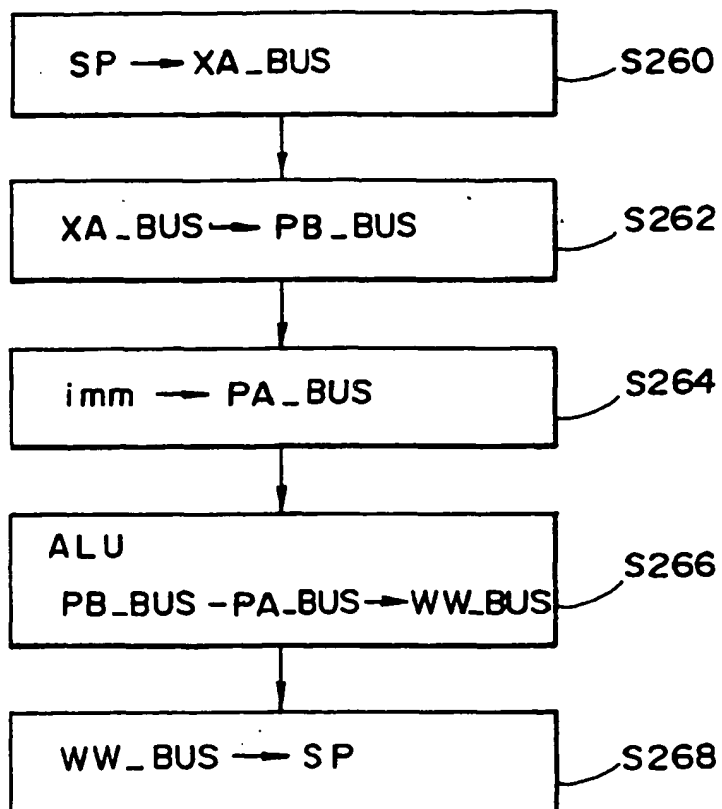 SP → XA_BUS
S260
XA_BUS → PB_BUS
S262
imm → PA_BUS
S264
ALU
S266
PB_BUS – PA_BUS → WW_BUS
WW_BUS → SP
S268